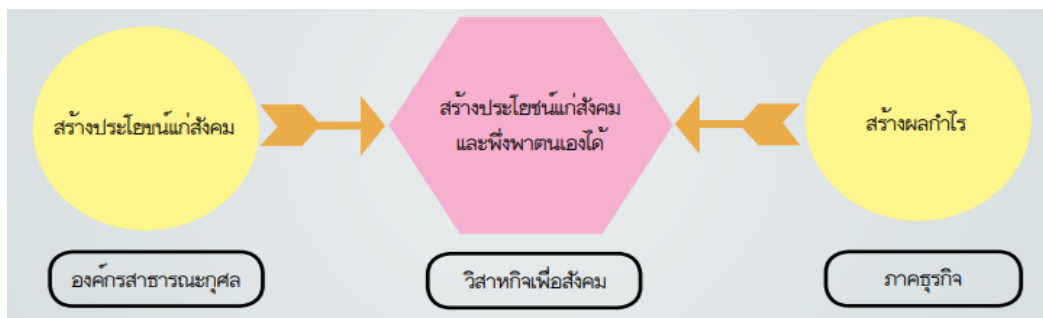 สร้างประโยชน์แก่สังคม
สร้างประโยชน์แก่สังคม
และพึ่งพาตนเองได้
สร้างผลกำไร
องค์กรสาธารณะกุศล
วิสาหกิจเพื่อสังคม
ภาคธุรกิจ